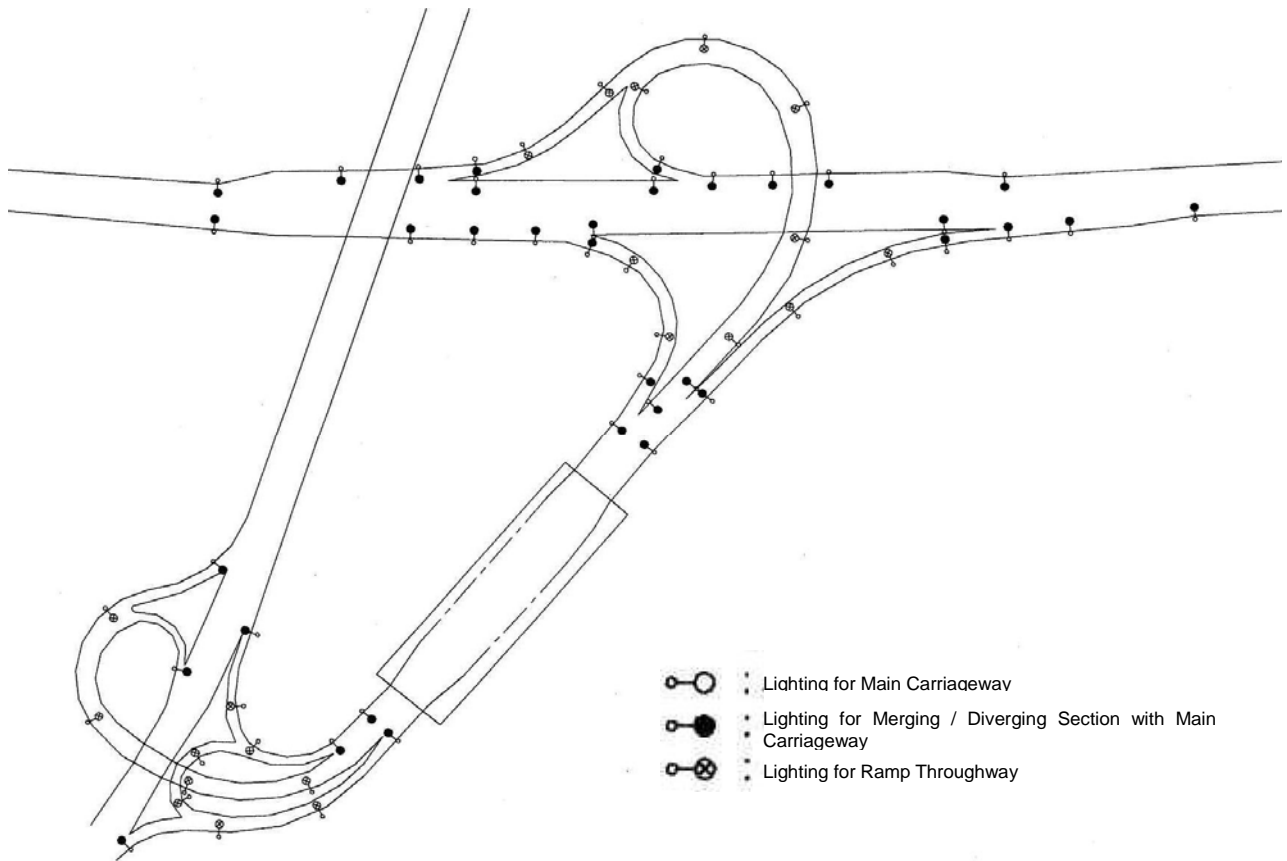 : Lighting for Main Carriageway
: Lighting for Merging / Diverging Section with Main
Carriageway
: Lighting for Ramp Throughway